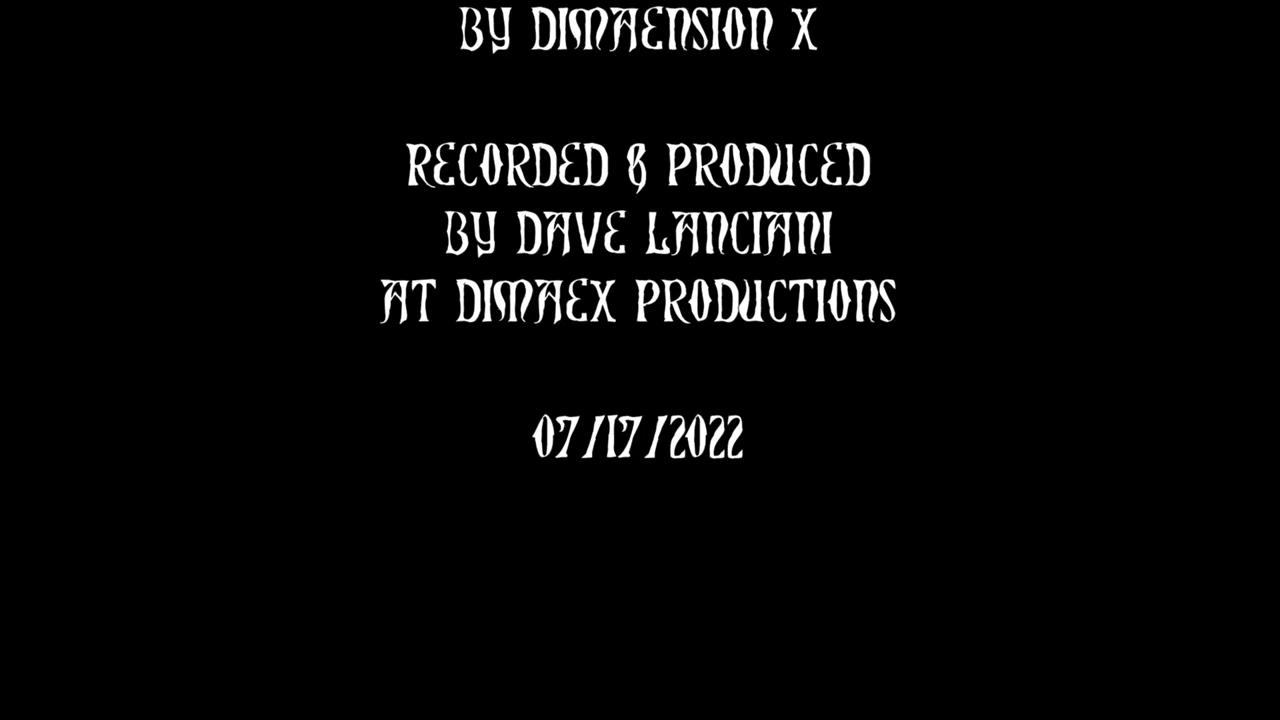 BY DIMAENSION X
RECORDED & PRODUCED
BY DAVE LANCIANI
AT DIMAEX PRODUCTIONS
07/17/2022